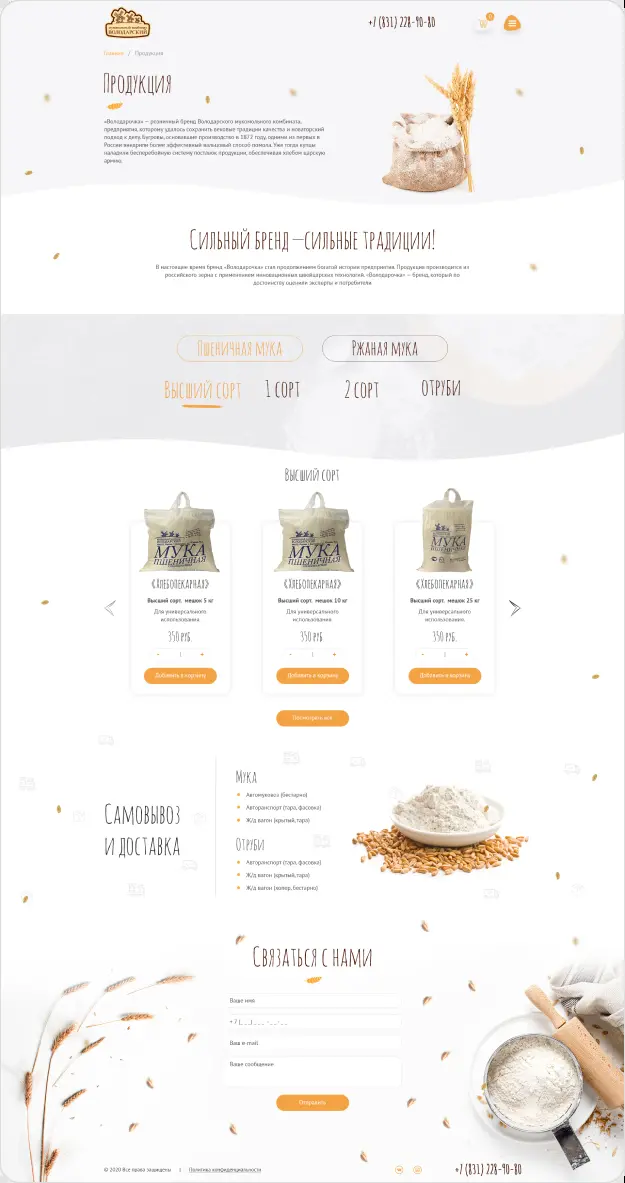 ВОЛОДАРСКИЙ
+7 (831) 228-90-80
0
Главная / Продукция
Продукция
«Володарочка» — розничный бренд Володарского мукомольного комбината,
предприятия, которому удалось сохранить вековые традиции качества и новаторский
подход к делу. Бугровы, основавшие производство в 1872 году, одними из первых в
России внедрили более эффективный вальцовый способ помола. Уже тогда купцы
наладили бесперебойную систему поставок продукции, обеспечивая хлебом царскую
армию.
Сильный бренд—сильные традиции!
В настоящее время бренд «Володарочка» стал продолжением богатой истории предприятия. Продукция производится из
российского зерна с применением инновационных швейцарских технологий. «Володарочка» — бренд, который по
достоинству оценили эксперты и потребители
Пшеничная мука Ржаная мука
Высший сорт 1 сорт 2 сорт отруби
Высший сорт
МУКА МУКА МУКА
ПШЕНИЧНАЯ ПШЕНИЧНАЯ ПШЕНИЧНАЯ
«Хлебопекарная» «Хлебопекарная» «Хлебопекарная»
Высший сорт, мешок 5 кг Высший сорт, мешок 10 кг Высший сорт, мешок 25 кг
Для универсального Для универсального Для универсального
использования. использования. использования.
350 руб. 350 руб. 350 руб.
- 1 + - 1 + - 1 +
Добавить в корзину Добавить в корзину Добавить в корзину
Посмотреть все
Самовывоз
и доставка
Мука
Автомуковоз (бестарно)
Авторанспорт (тара, фасовка)
Ж/д вагон (крытый, тара)
Отруби
Авторанспорт (тара, фасовка)
Ж/д вагон (крытый, тара)
Ж/д вагон (хопер, бестарно)
Связаться с нами
Ваше имя
+7 (_ _ _) _ _ _ - _ _ - _ _
Ваш e-mail
Ваше сообщение
Отправить
© 2020 Все права защищены | Политика конфиденциальности
+7 (831) 228-90-80